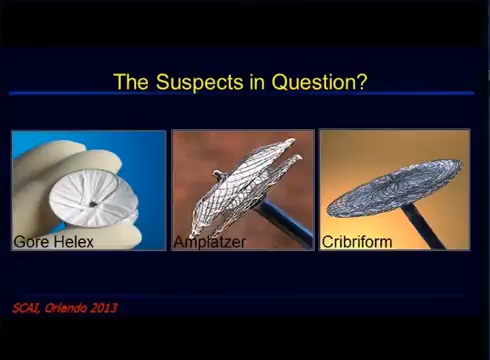 The Suspects in Question?
Gore Helex
Amplatzer
Cribriform
SCAI, Orlando 2013